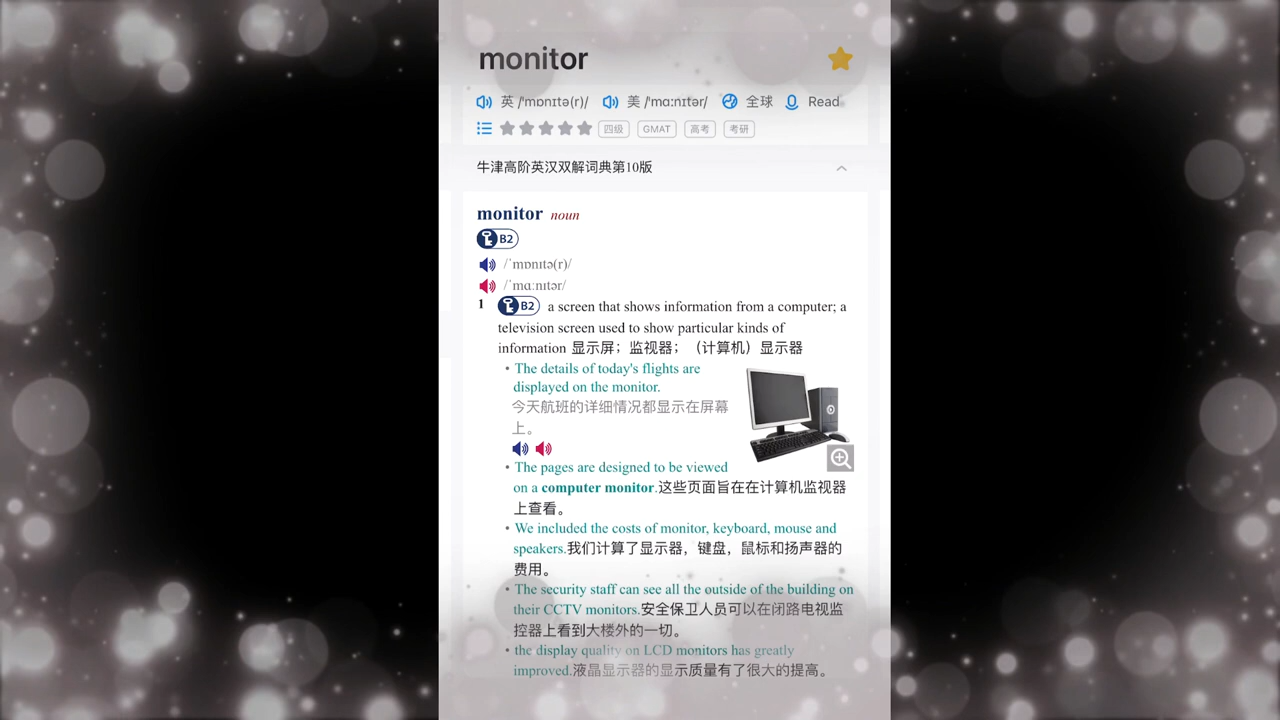 monitor
英 /'mɒnɪtə(r)/ 美 /'mɑ:nɪtər/ 全球 Read
四级 GMAT 高考 考研
牛津高阶英汉双解词典第10版
monitor noun
B2
/ˈmɒnɪtə(r)/
/ˈmɑːnɪtər/
1 B2 a screen that shows information from a computer; a
television screen used to show particular kinds of
information 显示屏；监视器；（计算机）显示器
• The details of today's flights are
displayed on the monitor.
今天航班的详细情况都显示在屏幕
上。
• The pages are designed to be viewed
on a computer monitor.这些页面旨在在计算机监视器
上查看。
• We included the costs of monitor, keyboard, mouse and
speakers.我们计算了显示器，键盘，鼠标和扬声器的
费用。
• The security staff can see all the outside of the building on
their CCTV monitors.安全保卫人员可以在闭路电视监
控器上看到大楼外的一切。
• the display quality on LCD monitors has greatly
improved.液晶显示器的显示质量有了很大的提高。